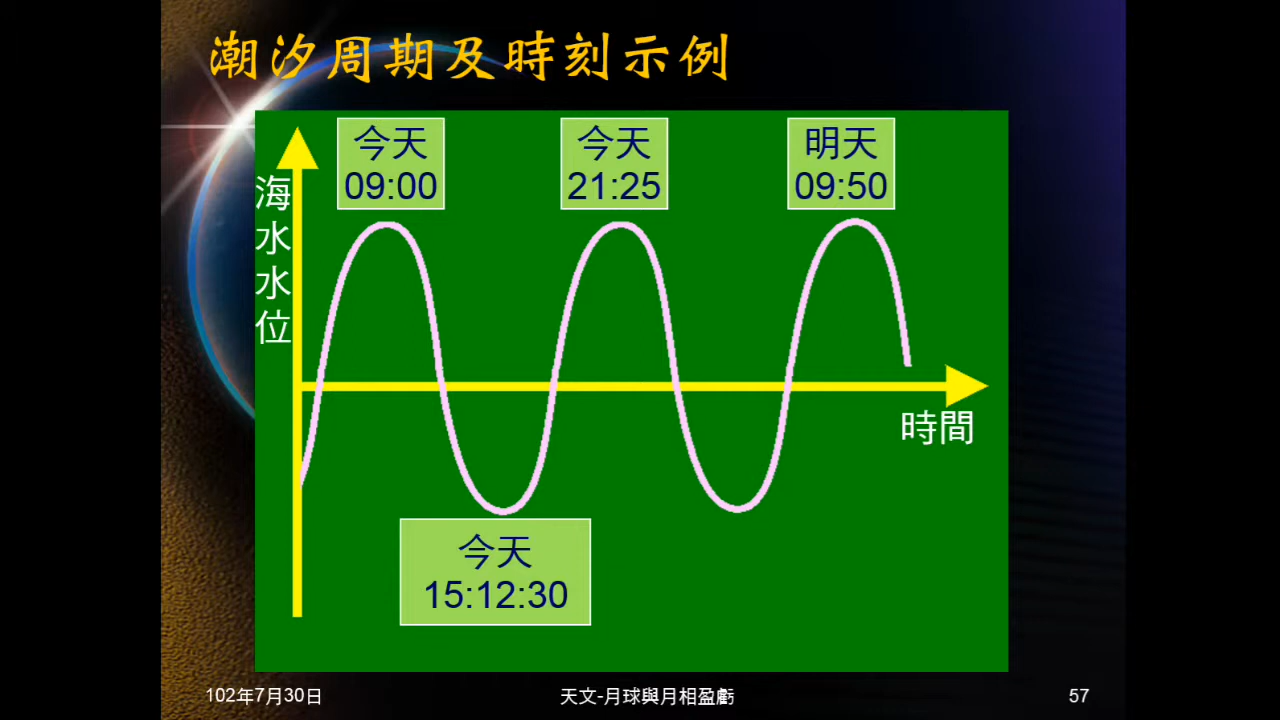 潮汐周期及時刻示例
今天
09:00
今天
21:25
明天
09:50
海水水位
時間
今天
15:12:30
102年7月30日
天文-月球與月相盈虧
57